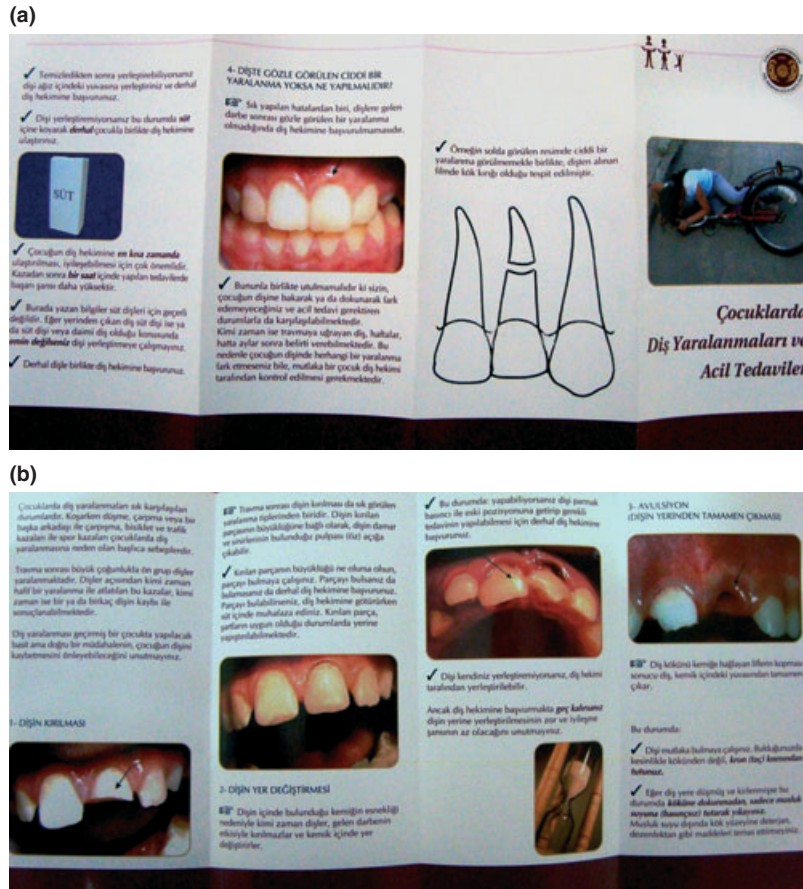 (a)
✓ Temizledikten sonra yerleştirebiliyorsanız
dişi ağız içindeki yuvasına yerleştiriniz ve derhal
diş hekimine başvurunuz.
✓ Dişi yerleştiremiyorsanız bu durumda süt
içine koyarak derhal çocukla birlikte diş hekimine
ulaştırınız.
SÜT
✓ Çocuğun diş hekimine en kısa zamanda
ulaştırılması, iyileşebilmesi için çok önemlidir.
Kazadan sonra bir saat içinde yapılan tedavilerde
başarı şansı daha yüksektir.
✓ Burada yazan bilgiler süt dişleri için geçerli
değildir. Eğer yerinden çıkan diş süt dişi ise ya
da süt dişi veya daimi diş olduğu konusunda
emin değilseniz dişi yerleştirmeye çalışmayınız.
✓ Derhal dişle birlikte diş hekimine başvurunuz.
4- DİŞTE GÖZLE GÖRÜLEN CİDDİ BİR
YARALANMA YOKSA NE YAPILMALIDIR?
Sık yapılan hatalardan biri, dişlere gelen
darbe sonrası gözle görülen bir yaralanma
olmadığında diş hekimine başvurulmamasıdır.
✓ Bununla birlikte utulmamalıdır ki sizin,
çocuğun dişine bakarak ya da dokunarak fark
edemeyeceğiniz ve acil tedavi gerektiren
durumlarla da karşılaşılabilmektedir.
Kimi zaman ise travmaya uğrayan diş, haftalar,
hatta aylar sonra belirti verebilmektedir. Bu
nedenle çocuğun dişinde herhangi bir yaralanma
fark etmeseniz bile, mutlaka bir çocuk diş hekimi
tarafından kontrol edilmesi gerekmektedir.
✓ Örneğin solda görülen resimde ciddi bir
yaralanma görülmemekle birlikte, dişten alınan
filmde kök kırığı olduğu tespit edilmiştir.
Çocuklarda
Diş Yaralanmaları ve
Acil Tedavileri
(b)
Çocuklarda diş yaralanmaları sık karşılaşılan
durumlardır. Koşarken düşme, çarpma veya bir
başka arkadaşı ile çarpışma, bisiklet ve trafik
kazaları ile spor kazaları çocuklarda diş
yaralanmasına neden olan başlıca sebeplerdir.
Travma sonrası büyük çoğunlukla ön grup dişler
yaralanmaktadır. Dişler açısından kimi zaman
hafif bir yaralanma ile atlatılan bu kazalar, kimi
zaman ise bir ya da birkaç dişin kaybı ile
sonuçlanabilmektedir.
Diş yaralanması geçirmiş bir çocukta yapılacak
basit ama doğru bir müdahalenin, çocuğun dişini
kaybetmesini önleyebileceğini unutmayınız.
1- DİŞİN KIRILMASI
Travma sonrası dişin kırılması da sık görülen
yaralanma tiplerinden biridir. Dişin kırılan
parçasının büyüklüğüne bağlı olarak, dişin damar
ve sinirlerinin bulunduğu pulpası (öz) açığa
çıkabilir.
✓ Kırılan parçanın büyüklüğü ne olursa olsun,
parçayı bulmaya çalışınız. Parçayı bulsanız da
bulamasanız da derhal diş hekimine başvurunuz.
Parçayı bulabilirseniz, diş hekimine götürürken
süt içinde muhafaza ediniz. Kırılan parça,
şartların uygun olduğu durumlarda yerine
yapıştırılabilmektedir.
2- DİŞİN YER DEĞİŞTİRMESİ
Dişin içinde bulunduğu kemiğin esnekliği
nedeniyle kimi zaman dişler, gelen darbenin
etkisiyle kırılmazlar ve kemik içinde yer
değiştirirler.
✓ Bu durumda: yapabiliyorsanız dişi parmak
basıncı ile eski pozisyonuna getirip gerekli
tedavinin yapılabilmesi için derhal diş hekimine
başvurunuz.
✓ Dişi kendiniz yerleştiremiyorsanız, diş hekimi
tarafından yerleştirilebilir.
Ancak diş hekimine başvurmakta geç kalırsanız
dişin yerine yerleştirilmesinin zor ve iyileşme
şansının az olacağını unutmayınız.
3- AVULSİYON
(DİŞİN YERİNDEN TAMAMEN ÇIKMASI)
Diş kökünü kemiğe bağlayan liflerin kopması
sonucu diş, kemik içindeki yuvasından tamamen
çıkar.
Bu durumda:
✓ Dişi mutlaka bulmaya çalışınız. Bulduğunuzda
kesinlikle kökünden değil, kron (taç) kısmından
tutunuz.
✓ Eğer diş yere düşmüş ve kirlenmişse bu
durumda köküne dokunmadan, sadece musluk
suyuna (basınçsız) tutarak yıkayınız.
Musluk suyu dışında kök yüzeyine deterjan,
dezenfektan gibi maddeleri temas ettirmeyiniz.